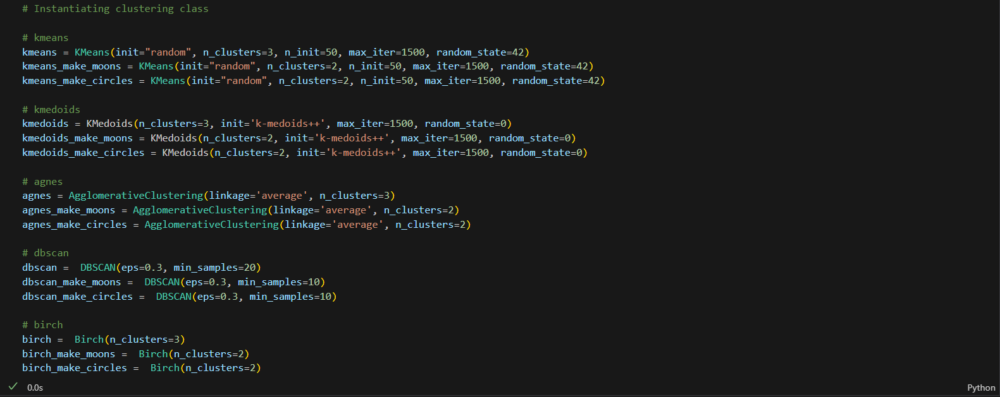 # Instantiating clustering class
# kmeans
kmeans = KMeans(init="random", n_clusters=3, n_init=50, max_iter=1500, random_state=42)
kmeans_make_moons = KMeans(init="random", n_clusters=2, n_init=50, max_iter=1500, random_state=42)
kmeans_make_circles = KMeans(init="random", n_clusters=2, n_init=50, max_iter=1500, random_state=42)
# kmedoids
kmedoids = KMedoids(n_clusters=3, init='k-medoids++', max_iter=1500, random_state=0)
kmedoids_make_moons = KMedoids(n_clusters=2, init='k-medoids++', max_iter=1500, random_state=0)
kmedoids_make_circles = KMedoids(n_clusters=2, init='k-medoids++', max_iter=1500, random_state=0)
# agnes
agnes = AgglomerativeClustering(linkage='average', n_clusters=3)
agnes_make_moons = AgglomerativeClustering(linkage='average', n_clusters=2)
agnes_make_circles = AgglomerativeClustering(linkage='average', n_clusters=2)
# dbscan
dbscan =  DBSCAN(eps=0.3, min_samples=20)
dbscan_make_moons =  DBSCAN(eps=0.3, min_samples=10)
dbscan_make_circles =  DBSCAN(eps=0.3, min_samples=10)
# birch
birch =  Birch(n_clusters=3)
birch_make_moons =  Birch(n_clusters=2)
birch_make_circles =  Birch(n_clusters=2)
0.0s
Python